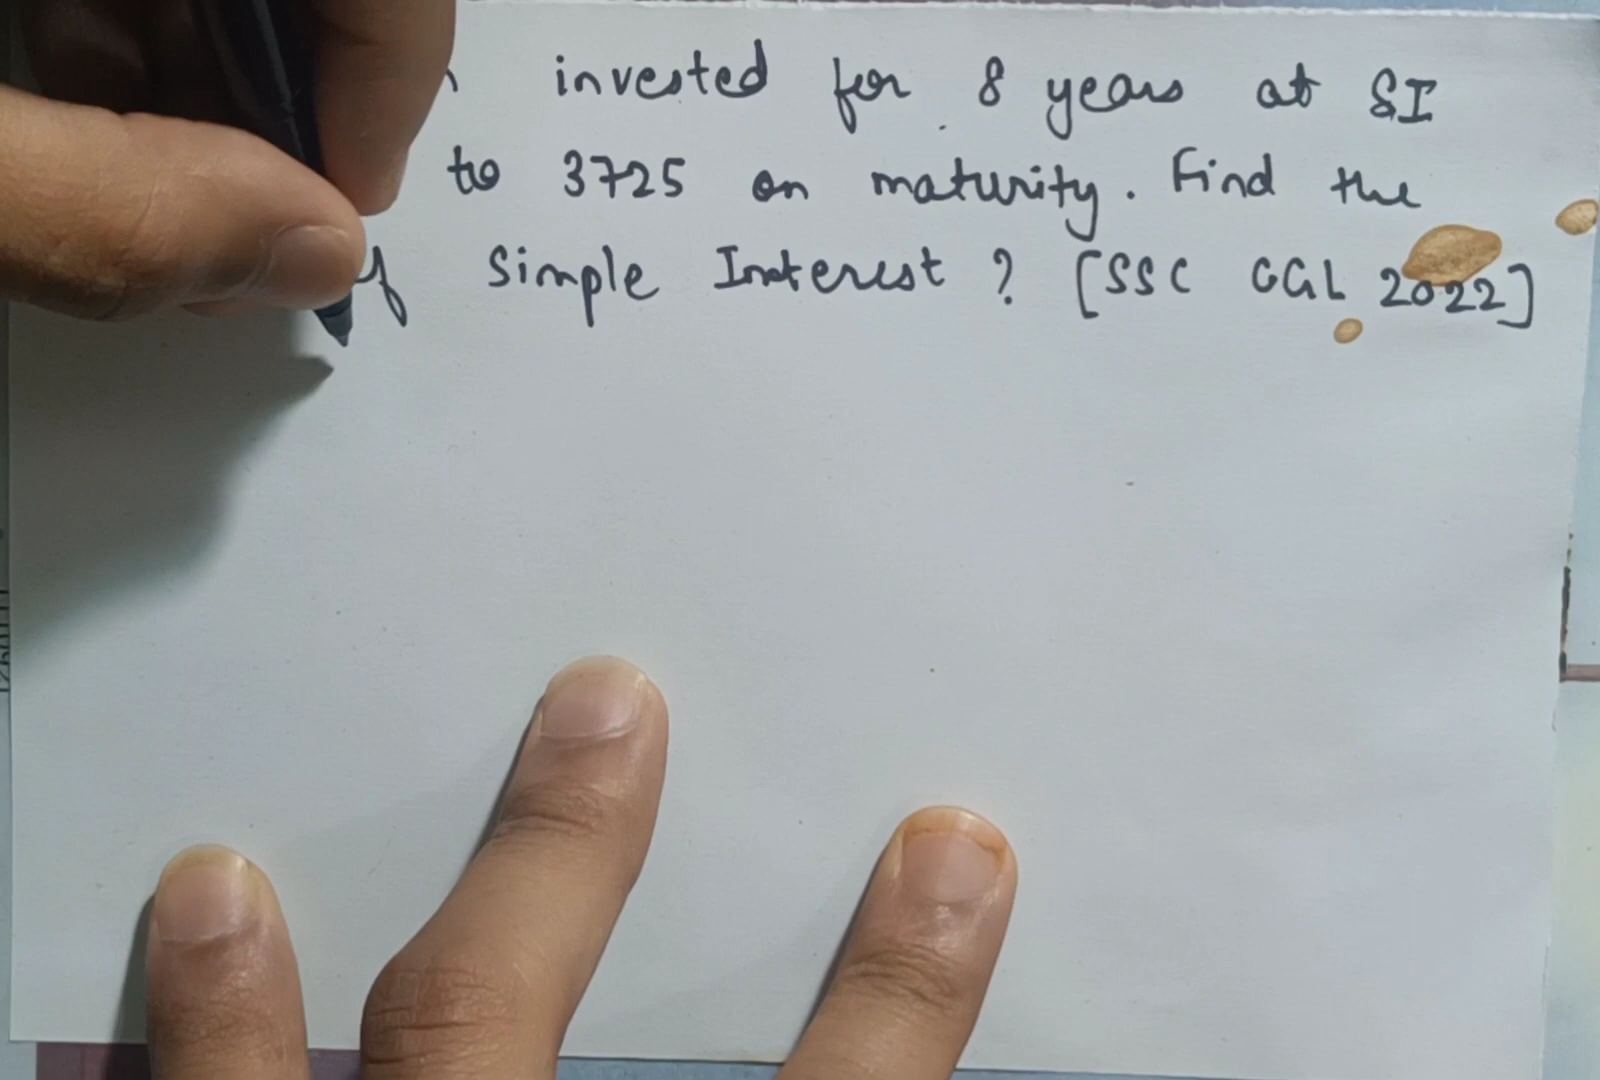 invested for 8 years at SI
to 3725 on maturity. Find the
Simple Interest ? [SSC CGL 2022]